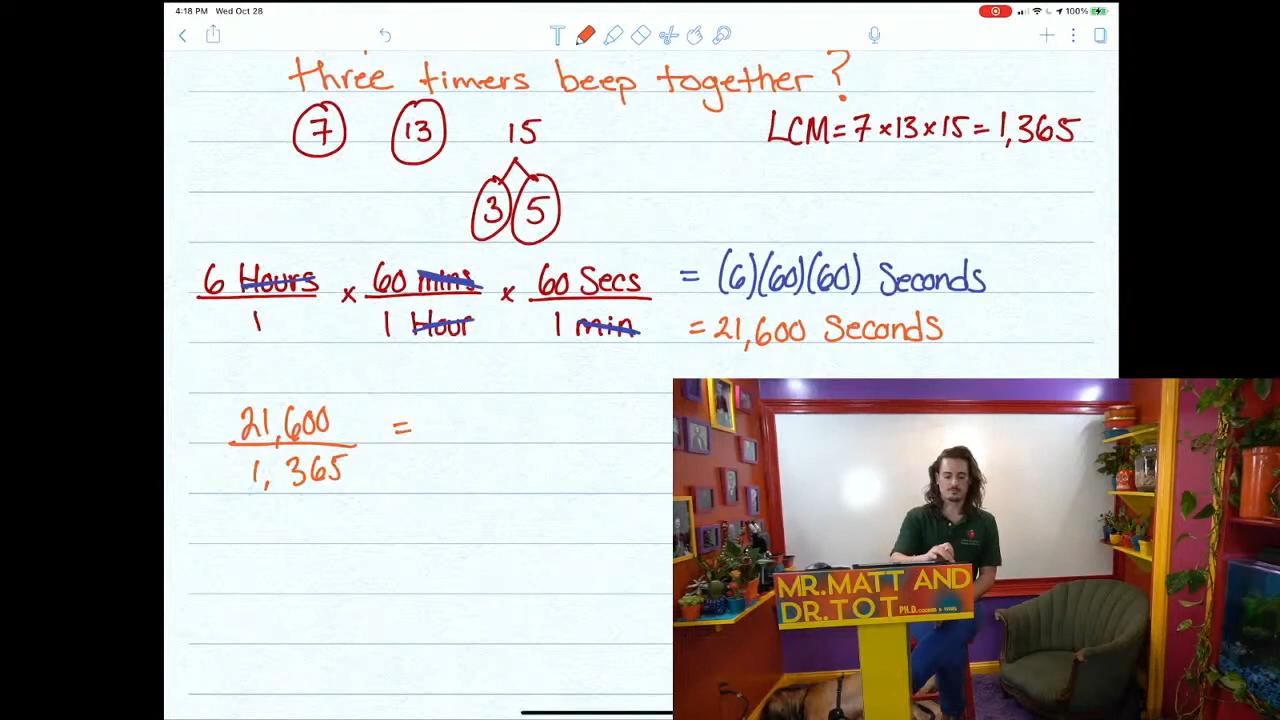 4:18 PM Wed Oct 28
100%
three timers beep together?
7 13 15
LCM = 7 × 13 × 15 = 1,365
3 5
6 Hours × 60 mins × 60 Secs = (6)(60)(60) Seconds
1 1 Hour 1 min = 21,600 Seconds
21,600 =
1,365
MR. MATT AND
DR. TOT PH.D.